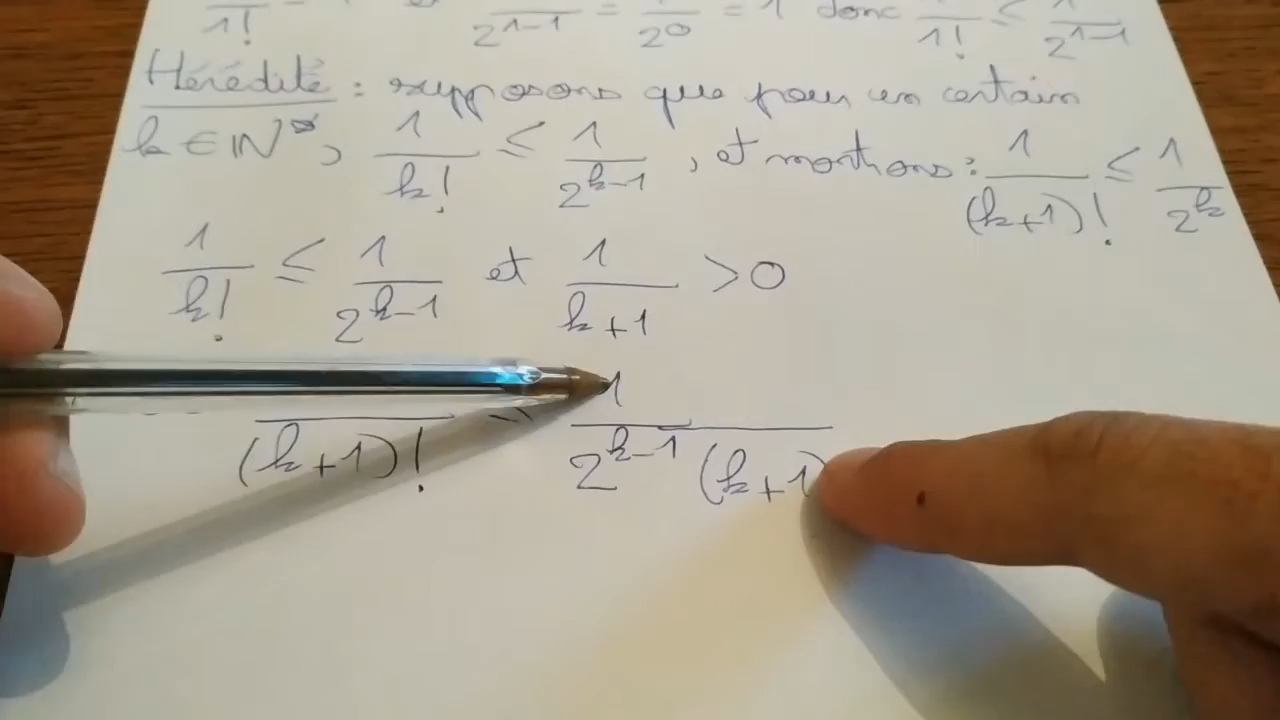 1/1! et 1/2^(1-1) = 1/2^0 = 1 donc 1/1! ≤ 1/2^(1-1)
Hérédité : supposons que pour un certain
k ∈ ℕ*, 1/k! ≤ 1/2^(k-1), et montrons : 1/(k+1)! ≤ 1/2^k
1/k! ≤ 1/2^(k-1) et 1/(k+1) > 0
/(k+1)! 1/(2^(k-1) (k+1)